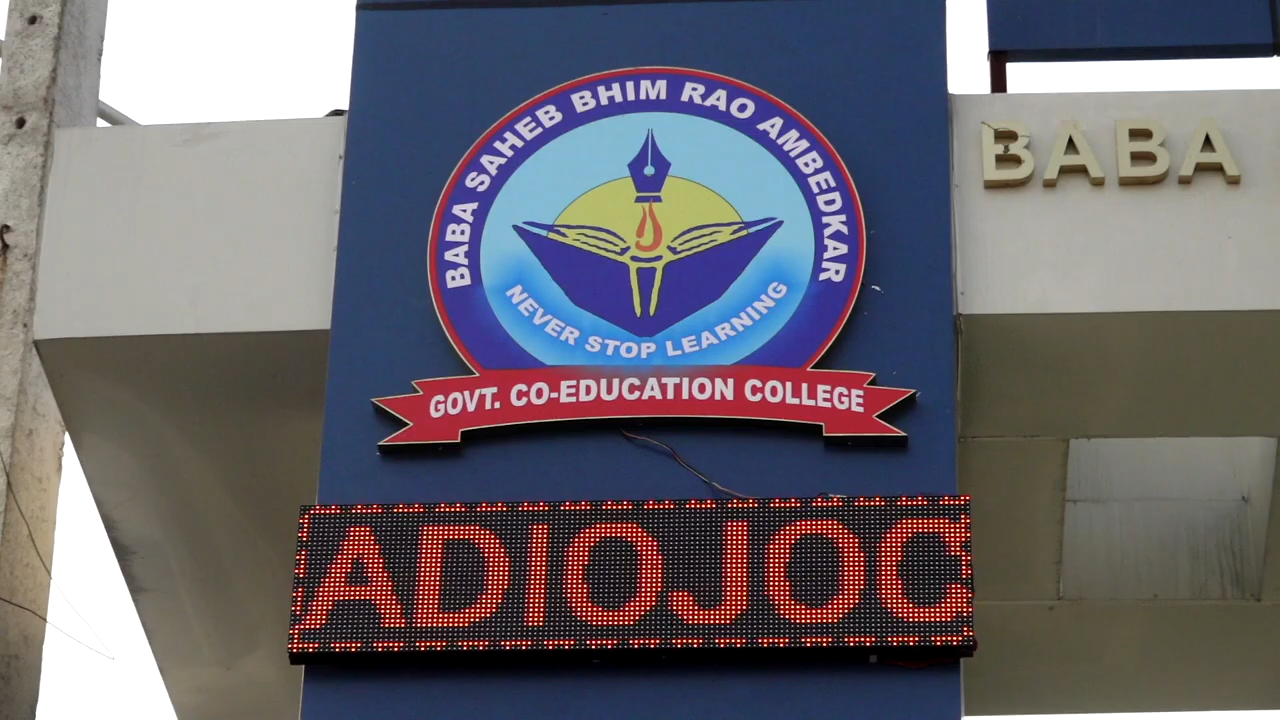 BABA SAHEB BHIM RAO AMBEDKAR
NEVER STOP LEARNING
GOVT. CO-EDUCATION COLLEGE
BABA
ADIOJOC